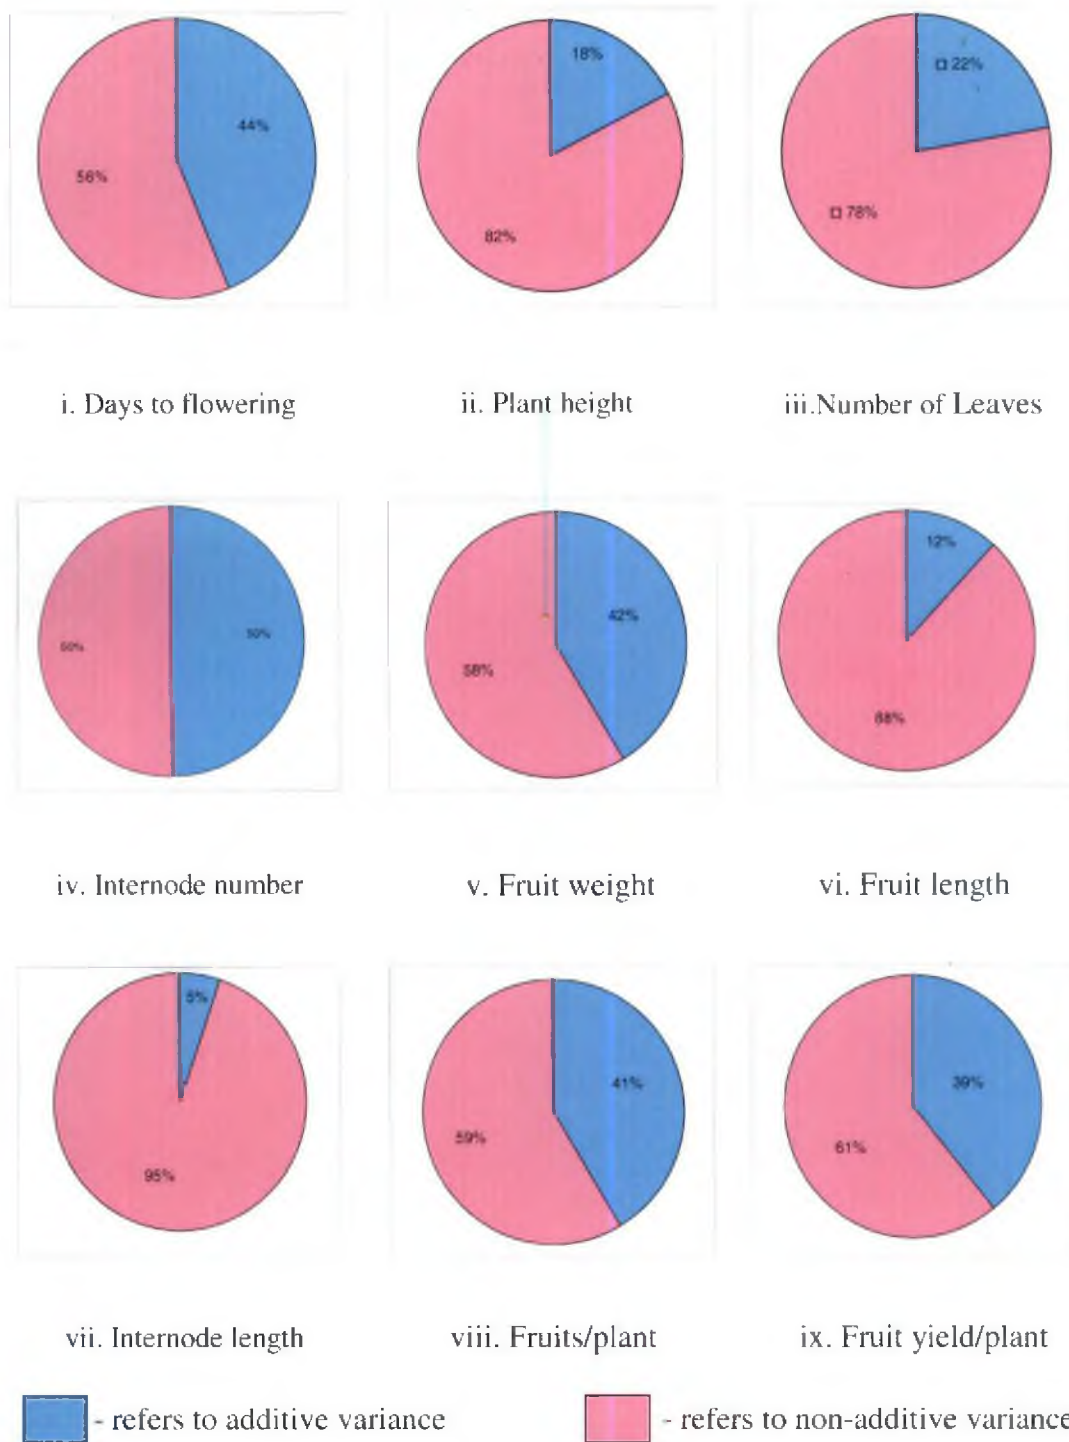 18%
□ 22%
44%
56%
82%
□ 78%
i. Days to flowering
ii. Plant height
iii.Number of Leaves
50%
50%
42%
58%
12%
88%
iv. Internode number
v. Fruit weight
vi. Fruit length
5%
41%
39%
59%
61%
95%
vii. Internode length
viii. Fruits/plant
ix. Fruit yield/plant
- refers to additive variance
- refers to non-additive variance